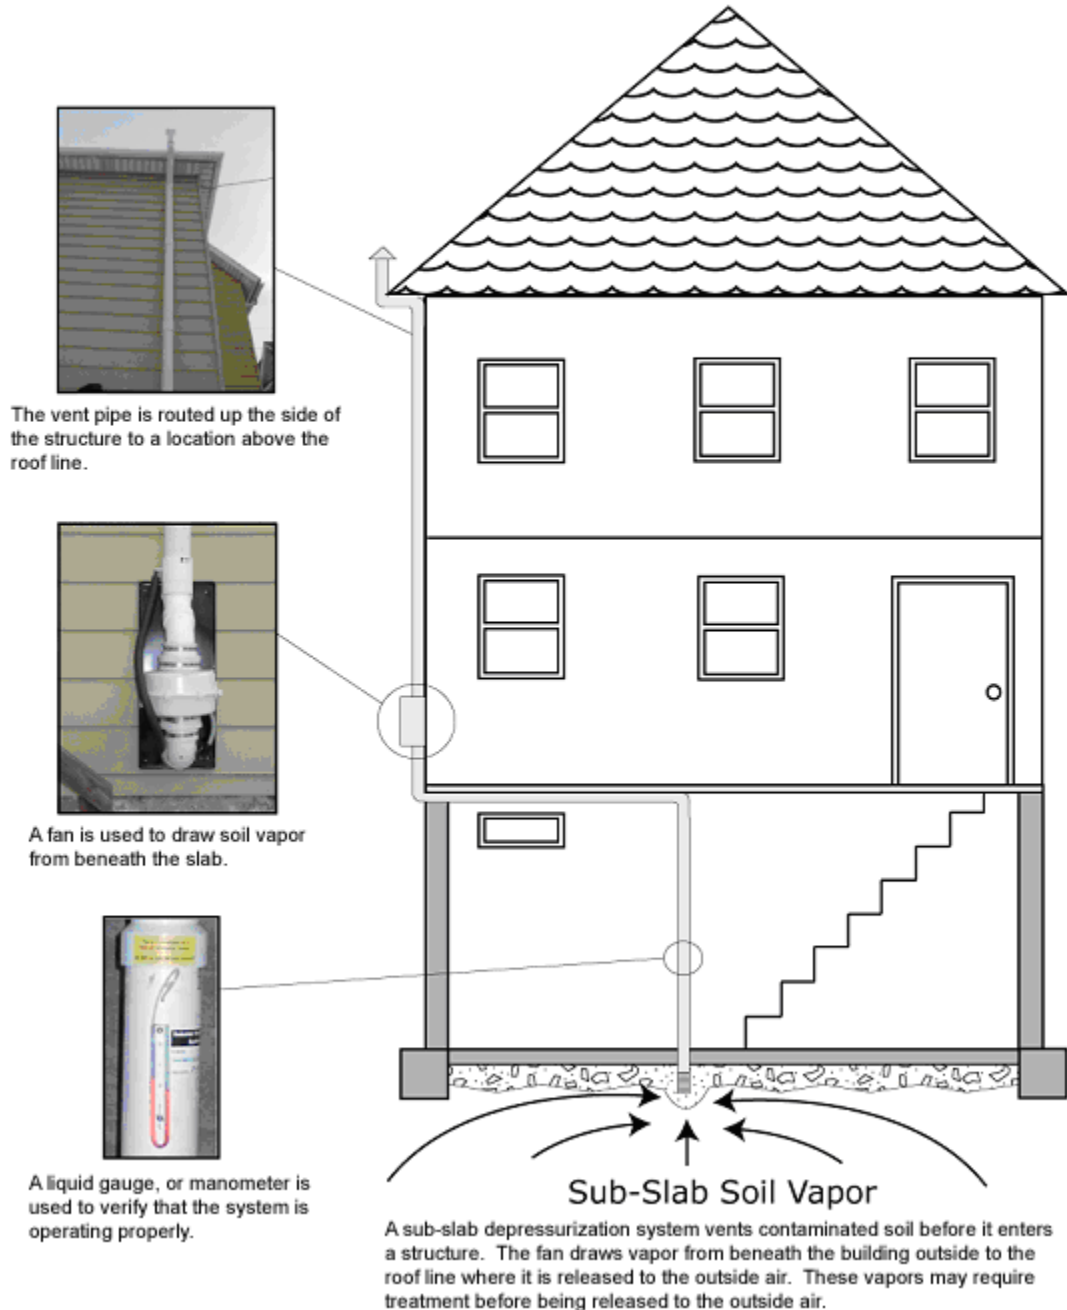 The vent pipe is routed up the side of
the structure to a location above the
roof line.
A fan is used to draw soil vapor
from beneath the slab.
A liquid gauge, or manometer is
used to verify that the system is
operating properly.
Sub-Slab Soil Vapor
A sub-slab depressurization system vents contaminated soil before it enters
a structure. The fan draws vapor from beneath the building outside to the
roof line where it is released to the outside air. These vapors may require
treatment before being released to the outside air.